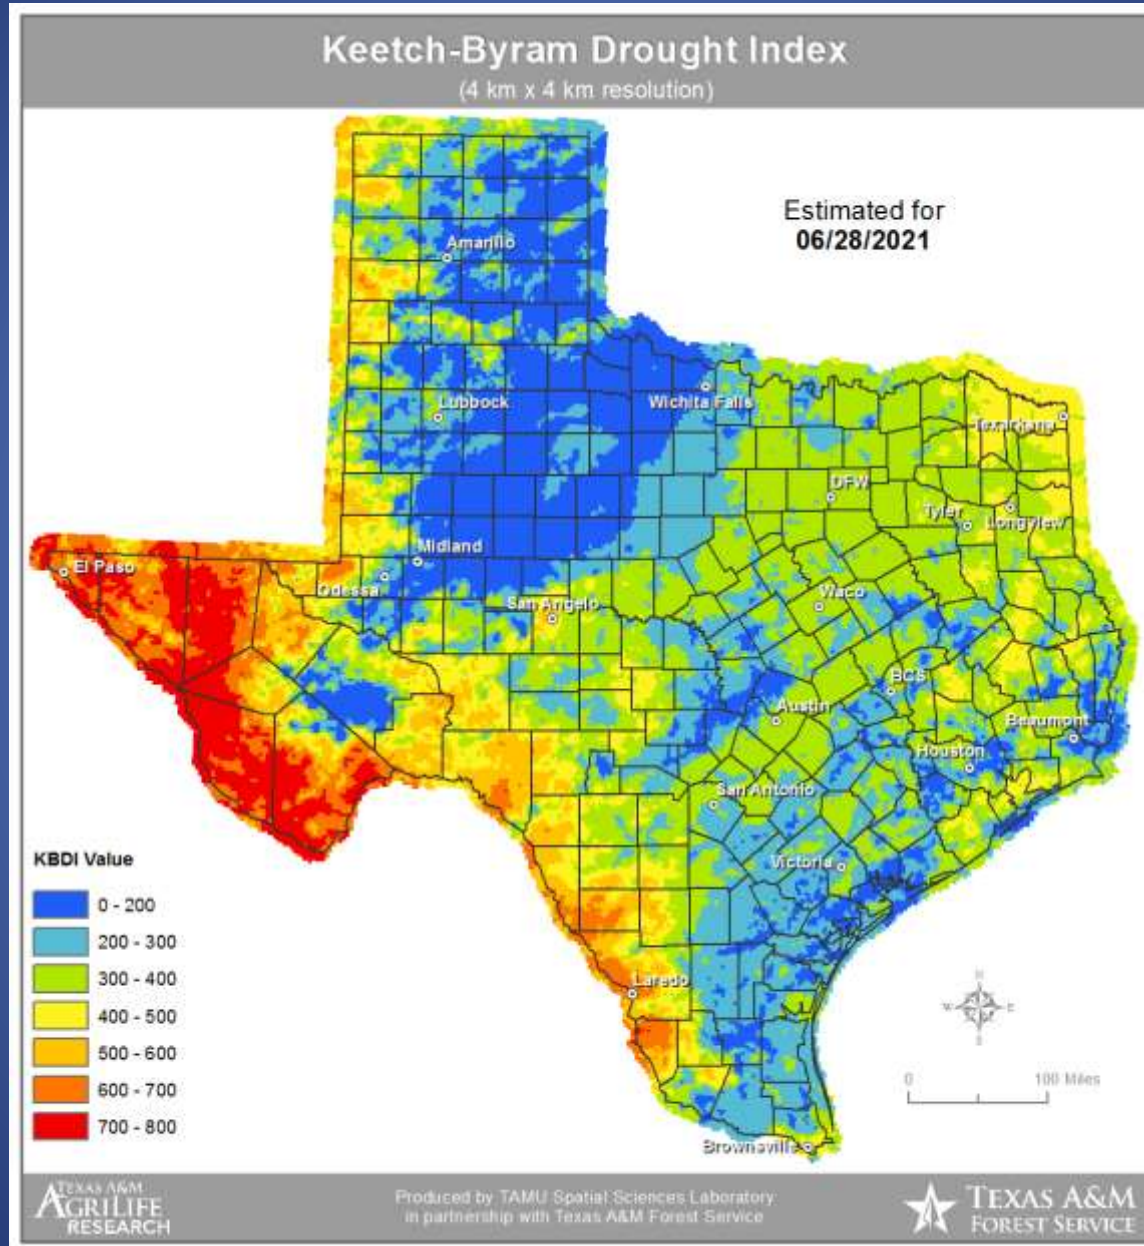 Keetch-Byram Drought Index
(4 km x 4 km resolution)
Estimated for
06/28/2021
Amarillo
Lubbock
Wichita Falls
Texarkana
DFW
Tyler
Longview
Midland
El Paso
Odessa
San Angelo
Waco
BCS
Austin
Beaumont
Houston
San Antonio
Victoria
Laredo
Brownsville
KBDI Value
0 - 200
200 - 300
300 - 400
400 - 500
500 - 600
600 - 700
700 - 800
N
W E
S
0 100 Miles
TEXAS A&M
AGRILIFE
RESEARCH
Produced by TAMU Spatial Sciences Laboratory
in partnership with Texas A&M Forest Service
TEXAS A&M
FOREST SERVICE